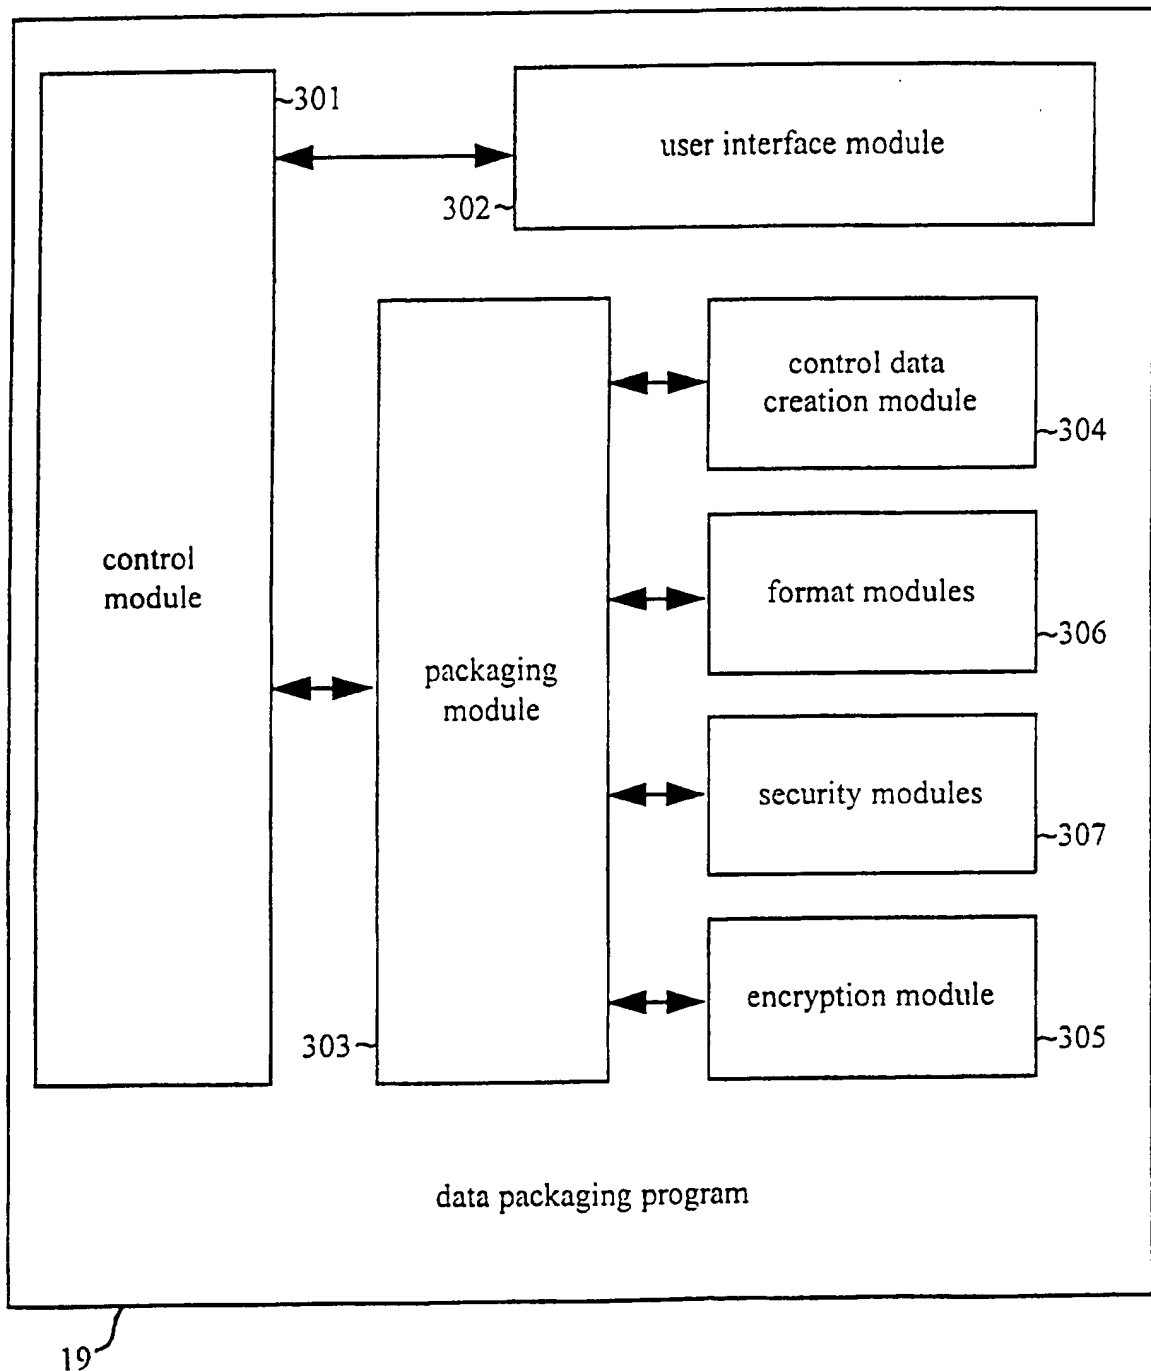 301
user interface module
302
control data
creation module
304
control
module
format modules
306
packaging
module
security modules
307
encryption module
303
305
data packaging program
19